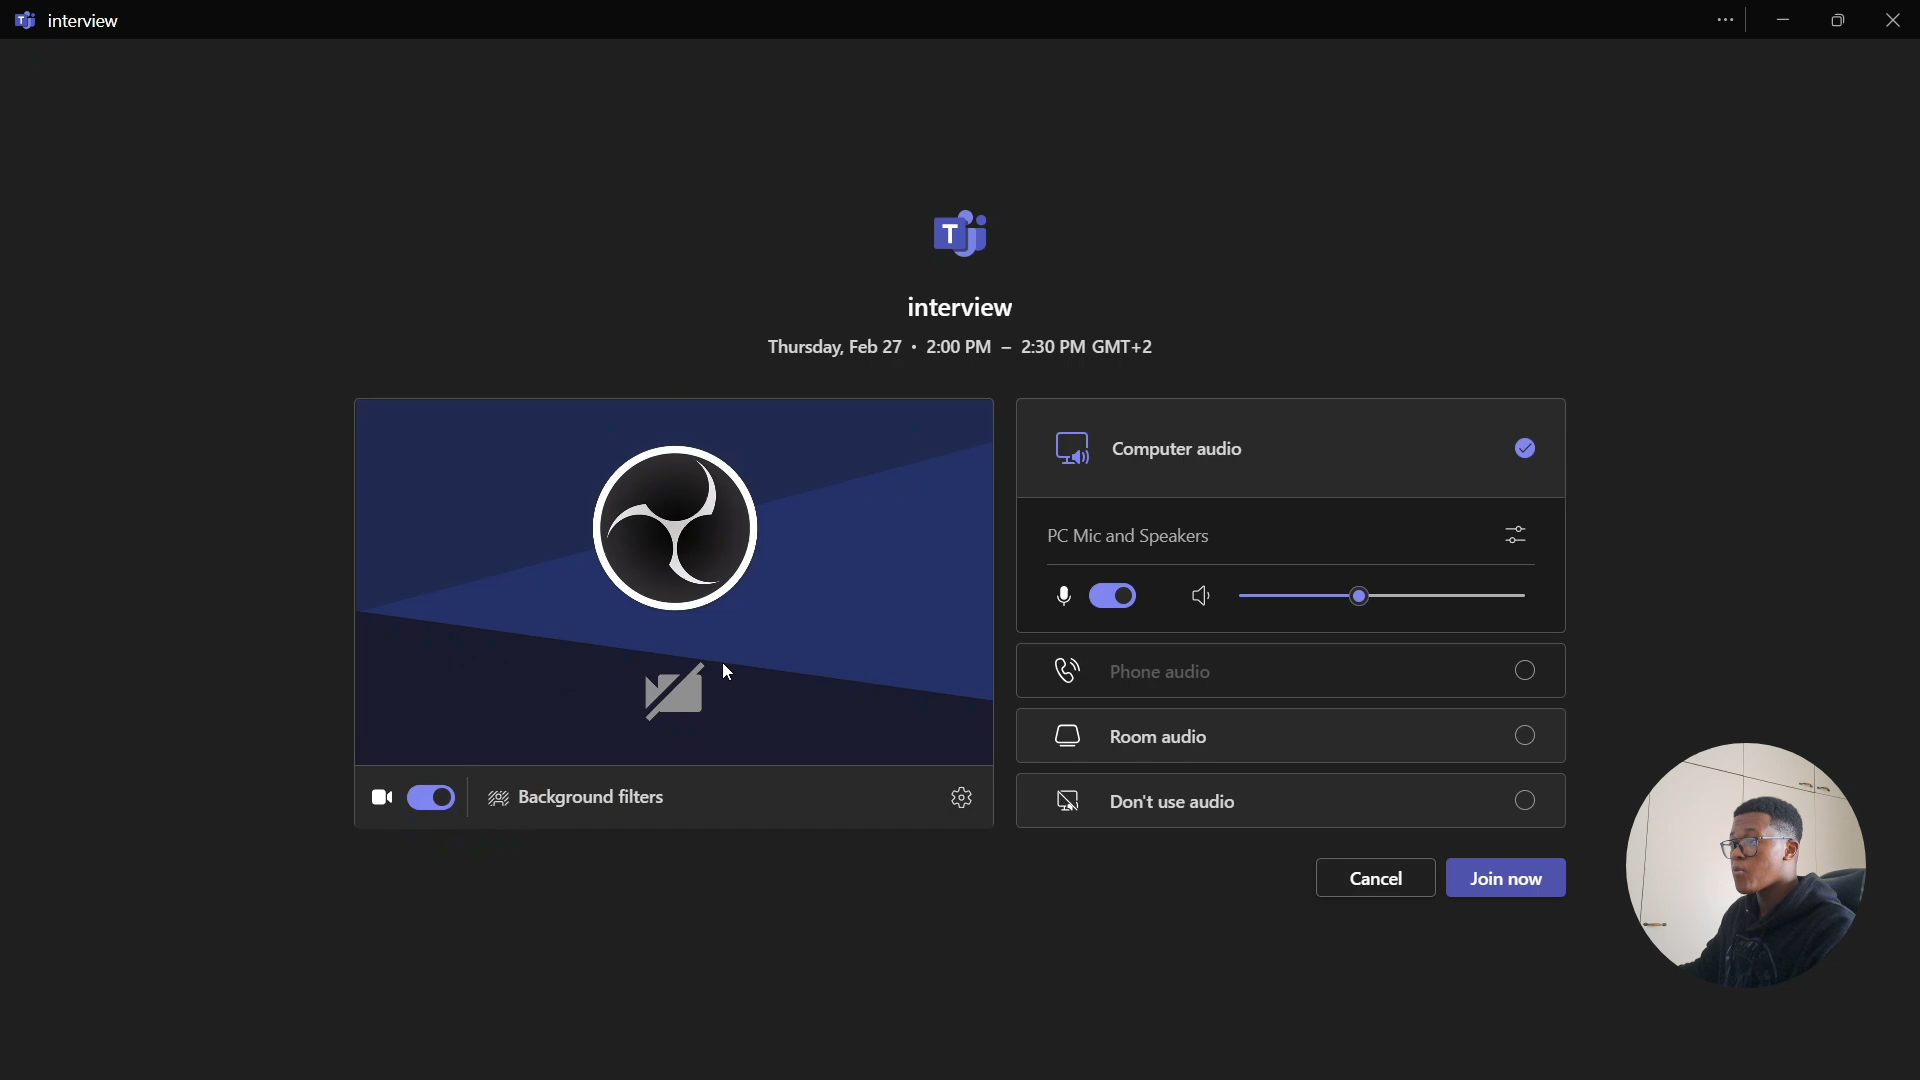 interview
T
interview
Thursday, Feb 27 • 2:00 PM – 2:30 PM GMT+2
Computer audio
PC Mic and Speakers
Phone audio
Room audio
Don't use audio
Background filters
Cancel
Join now